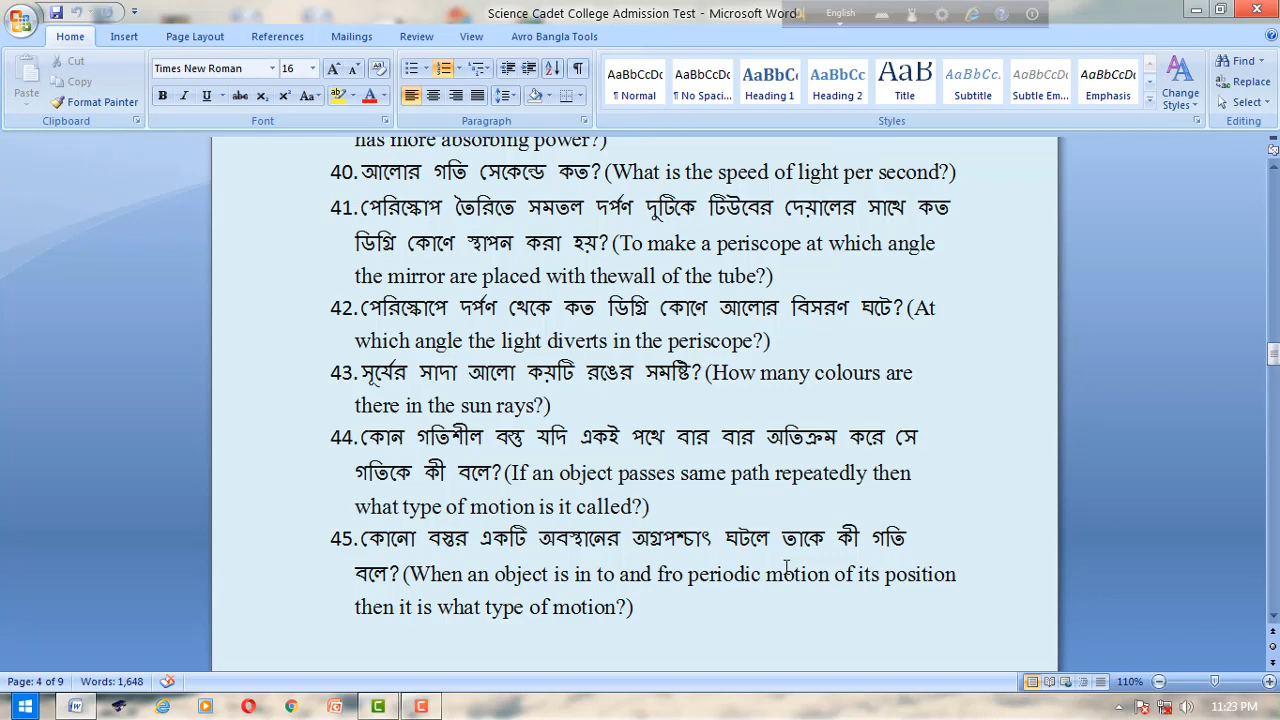 Science Cadet College Admission Test - Microsoft Word
English
Home Insert Page Layout References Mailings Review View Avro Bangla Tools
Paste
Cut
Copy
Format Painter
Clipboard
Times New Roman 16
Font
Paragraph
AaBbCcDc AaBbCcDc AaBbC AaBbCc AaB AaBbCc. AaBbCcDc AaBbCcDc
¶ Normal ¶ No Spaci... Heading 1 Heading 2 Title Subtitle Subtle Em... Emphasis
Change Styles
Styles
Find
Replace
Select
Editing
has more absorbing power?)
40. আলোর গতি সেকেন্ডে কত? (What is the speed of light per second?)
41. পেরিস্কোপ তৈরিতে সমতল দর্পণ দুটিকে টিউবের দেয়ালের সাথে কত
ডিগ্রি কোণে স্থাপন করা হয়? (To make a periscope at which angle
the mirror are placed with thewall of the tube?)
42. পেরিস্কোপে দর্পণ থেকে কত ডিগ্রি কোণে আলোর বিসরণ ঘটে? (At
which angle the light diverts in the periscope?)
43. সূর্যের সাদা আলো কয়টি রঙের সমষ্টি? (How many colours are
there in the sun rays?)
44. কোন গতিশীল বস্তু যদি একই পথে বার বার অতিক্রম করে সে
গতিকে কী বলে? (If an object passes same path repeatedly then
what type of motion is it called?)
45. কোনো বস্তুর একটি অবস্থানের অগ্রপশ্চাৎ ঘটলে তাকে কী গতি
বলে? (When an object is in to and fro periodic motion of its position
then it is what type of motion?)
Page: 4 of 9 Words: 1,648 110%
11:23 PM